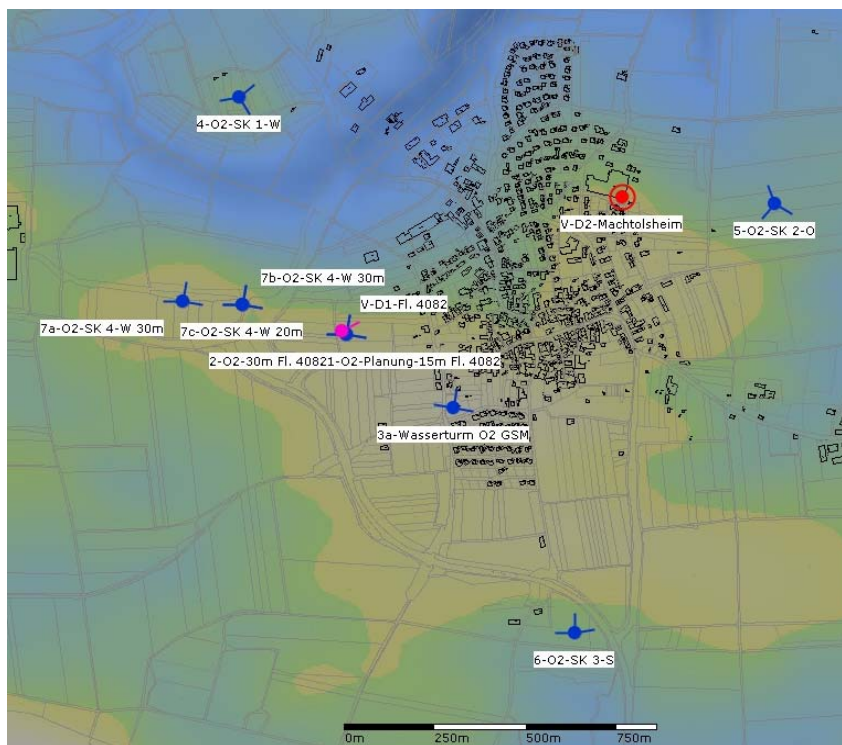 4-O2-SK 1-W
V-D2-Machtolsheim
5-O2-SK 2-O
7b-O2-SK 4-W 30m
V-D1-Fl. 4082
7a-O2-SK 4-W 30m
7c-O2-SK 4-W 20m
2-O2-30m Fl. 40821-O2-Planung-15m Fl. 4082
3a-Wasserturm O2 GSM
6-O2-SK 3-S
0m 250m 500m 750m